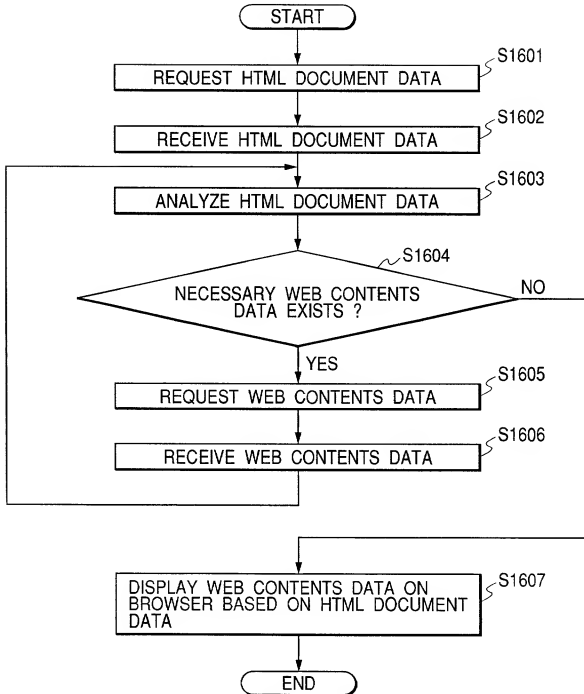 START
S1601
REQUEST HTML DOCUMENT DATA
S1602
RECEIVE HTML DOCUMENT DATA
S1603
ANALYZE HTML DOCUMENT DATA
S1604
NECESSARY WEB CONTENTS
DATA EXISTS ?
NO
YES
S1605
REQUEST WEB CONTENTS DATA
S1606
RECEIVE WEB CONTENTS DATA
S1607
DISPLAY WEB CONTENTS DATA ON
BROWSER BASED ON HTML DOCUMENT
DATA
END